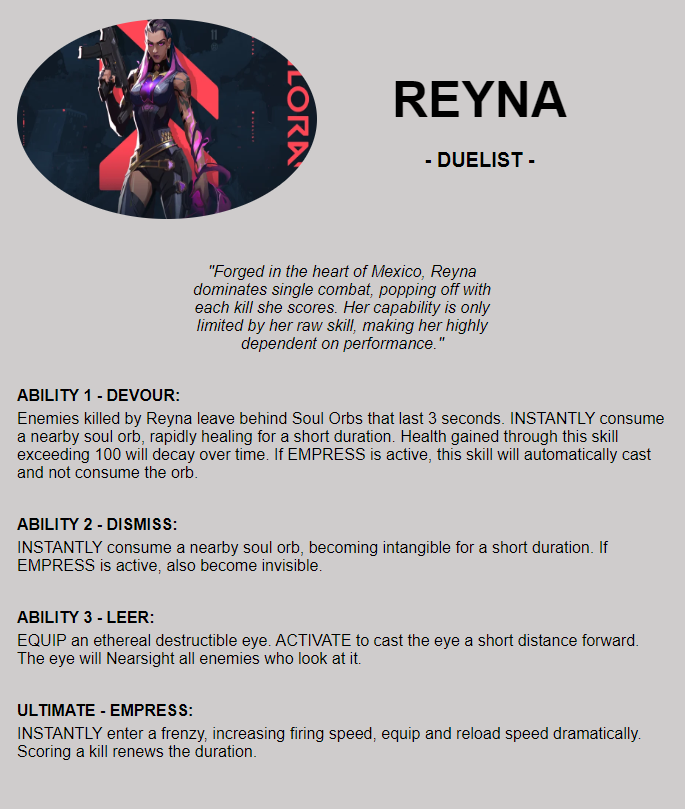 REYNA
- DUELIST -
"Forged in the heart of Mexico, Reyna
dominates single combat, popping off with
each kill she scores. Her capability is only
limited by her raw skill, making her highly
dependent on performance."
ABILITY 1 - DEVOUR:
Enemies killed by Reyna leave behind Soul Orbs that last 3 seconds. INSTANTLY consume
a nearby soul orb, rapidly healing for a short duration. Health gained through this skill
exceeding 100 will decay over time. If EMPRESS is active, this skill will automatically cast
and not consume the orb.
ABILITY 2 - DISMISS:
INSTANTLY consume a nearby soul orb, becoming intangible for a short duration. If
EMPRESS is active, also become invisible.
ABILITY 3 - LEER:
EQUIP an ethereal destructible eye. ACTIVATE to cast the eye a short distance forward.
The eye will Nearsight all enemies who look at it.
ULTIMATE - EMPRESS:
INSTANTLY enter a frenzy, increasing firing speed, equip and reload speed dramatically.
Scoring a kill renews the duration.